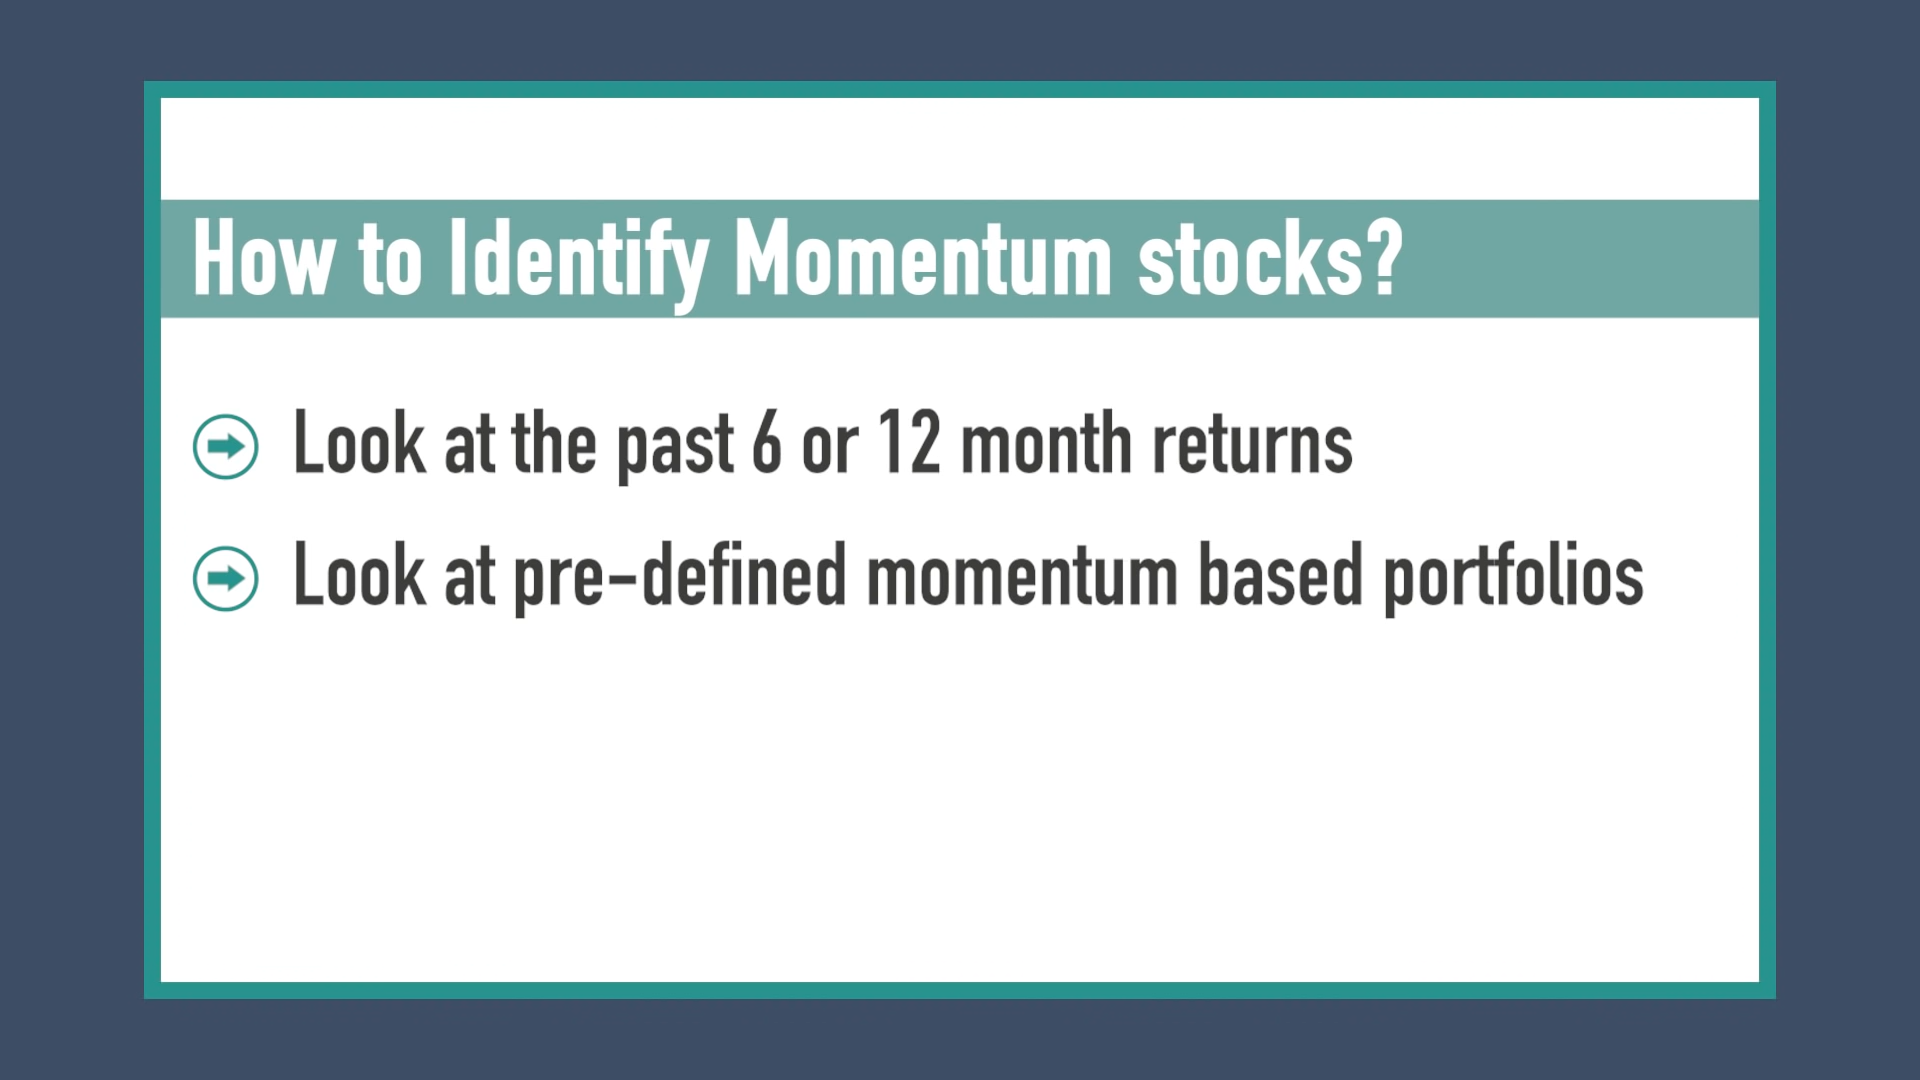 How to Identify Momentum stocks?
Look at the past 6 or 12 month returns
Look at pre-defined momentum based portfolios